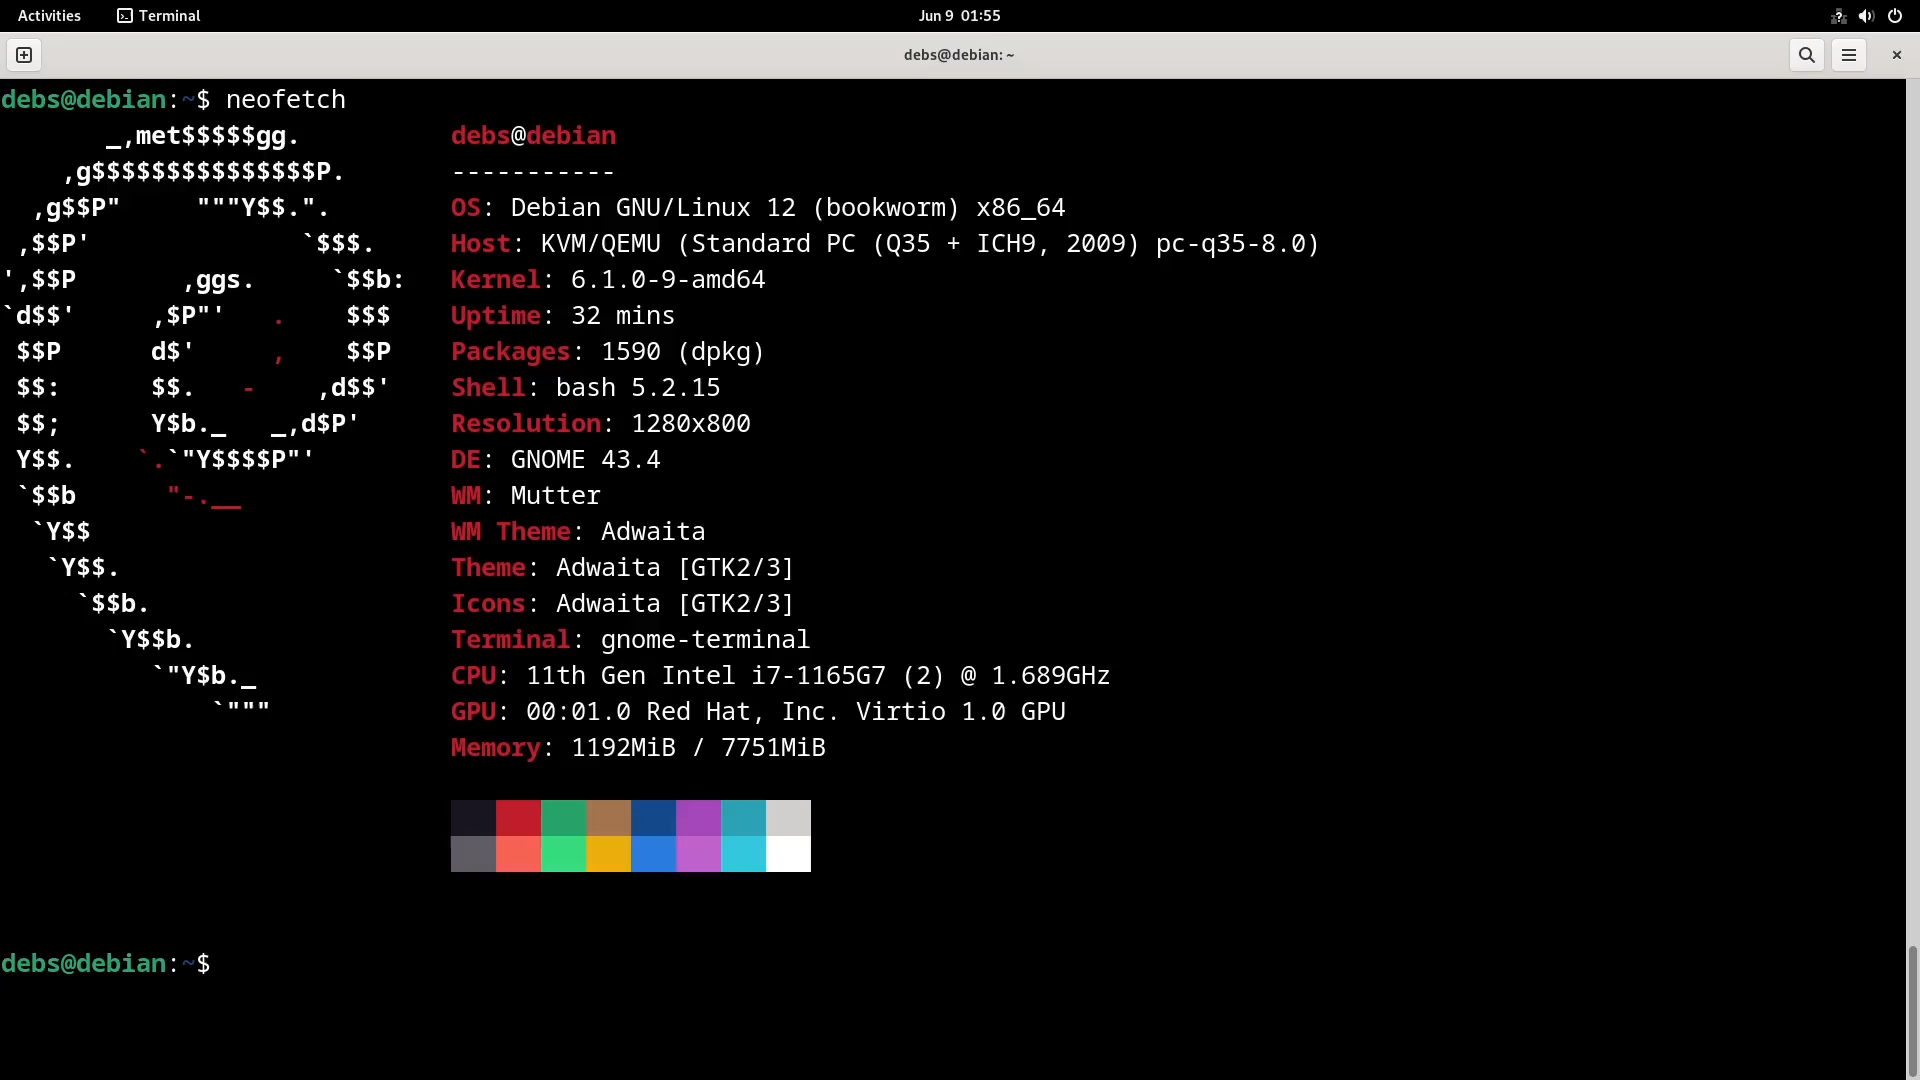 Activities Terminal Jun 9 01:55
debs@debian: ~
debs@debian:~$ neofetch
       _,met$$$$$gg.          debs@debian
    ,g$$$$$$$$$$$$$$$P.       -----------
  ,g$$P"     """Y$$.".        OS: Debian GNU/Linux 12 (bookworm) x86_64
 ,$$P'              `$$$.     Host: KVM/QEMU (Standard PC (Q35 + ICH9, 2009) pc-q35-8.0)
',$$P       ,ggs.     `$$b:   Kernel: 6.1.0-9-amd64
`d$$'     ,$P"'   .    $$$    Uptime: 32 mins
 $$P      d$'     ,    $$P    Packages: 1590 (dpkg)
 $$:      $$.   -    ,d$$'    Shell: bash 5.2.15
 $$;      Y$b._   _,d$P'      Resolution: 1280x800
 Y$$.    `.`"Y$$$$P"'         DE: GNOME 43.4
 `$$b      "-.__              WM: Mutter
  `Y$$                        WM Theme: Adwaita
   `Y$$.                      Theme: Adwaita [GTK2/3]
     `$$b.                    Icons: Adwaita [GTK2/3]
       `Y$$b.                 Terminal: gnome-terminal
          `"Y$b._             CPU: 11th Gen Intel i7-1165G7 (2) @ 1.689GHz
              `"""            GPU: 00:01.0 Red Hat, Inc. Virtio 1.0 GPU
                              Memory: 1192MiB / 7751MiB
debs@debian:~$